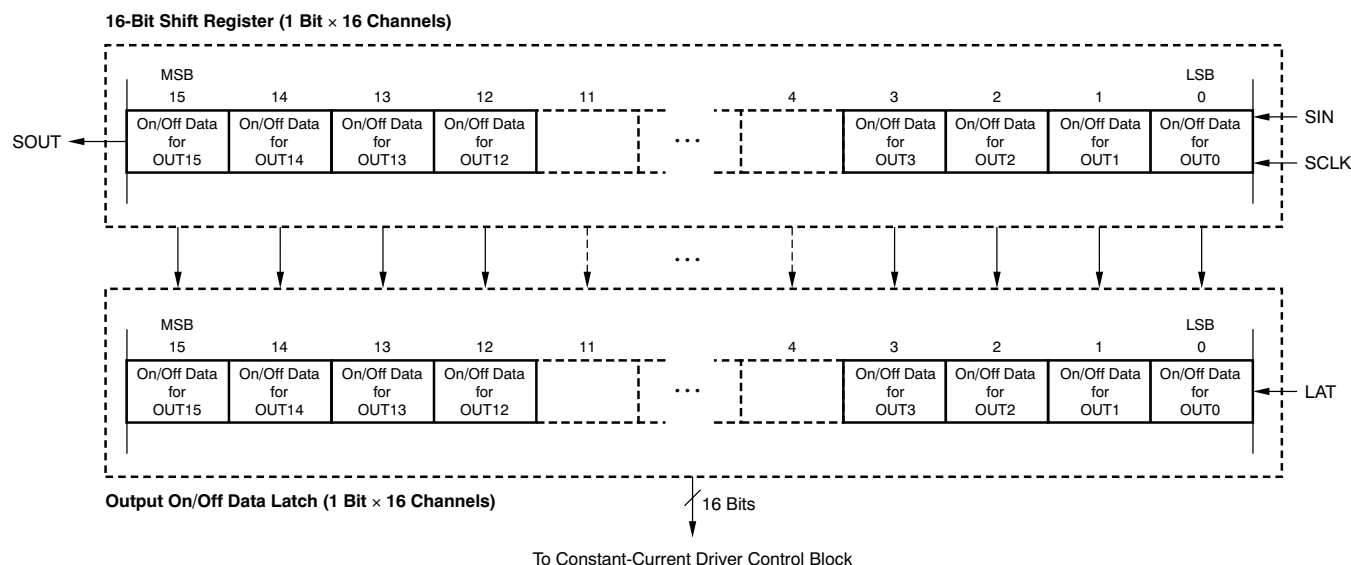 16-Bit Shift Register (1 Bit × 16 Channels)
MSB LSB
15 14 13 12 11 4 3 2 1 0
SOUT
On/Off Data for OUT15
On/Off Data for OUT14
On/Off Data for OUT13
On/Off Data for OUT12
...
On/Off Data for OUT3
On/Off Data for OUT2
On/Off Data for OUT1
On/Off Data for OUT0
SIN
SCLK
...
MSB LSB
15 14 13 12 11 4 3 2 1 0
On/Off Data for OUT15
On/Off Data for OUT14
On/Off Data for OUT13
On/Off Data for OUT12
...
On/Off Data for OUT3
On/Off Data for OUT2
On/Off Data for OUT1
On/Off Data for OUT0
LAT
Output On/Off Data Latch (1 Bit × 16 Channels)
16 Bits
To Constant-Current Driver Control Block